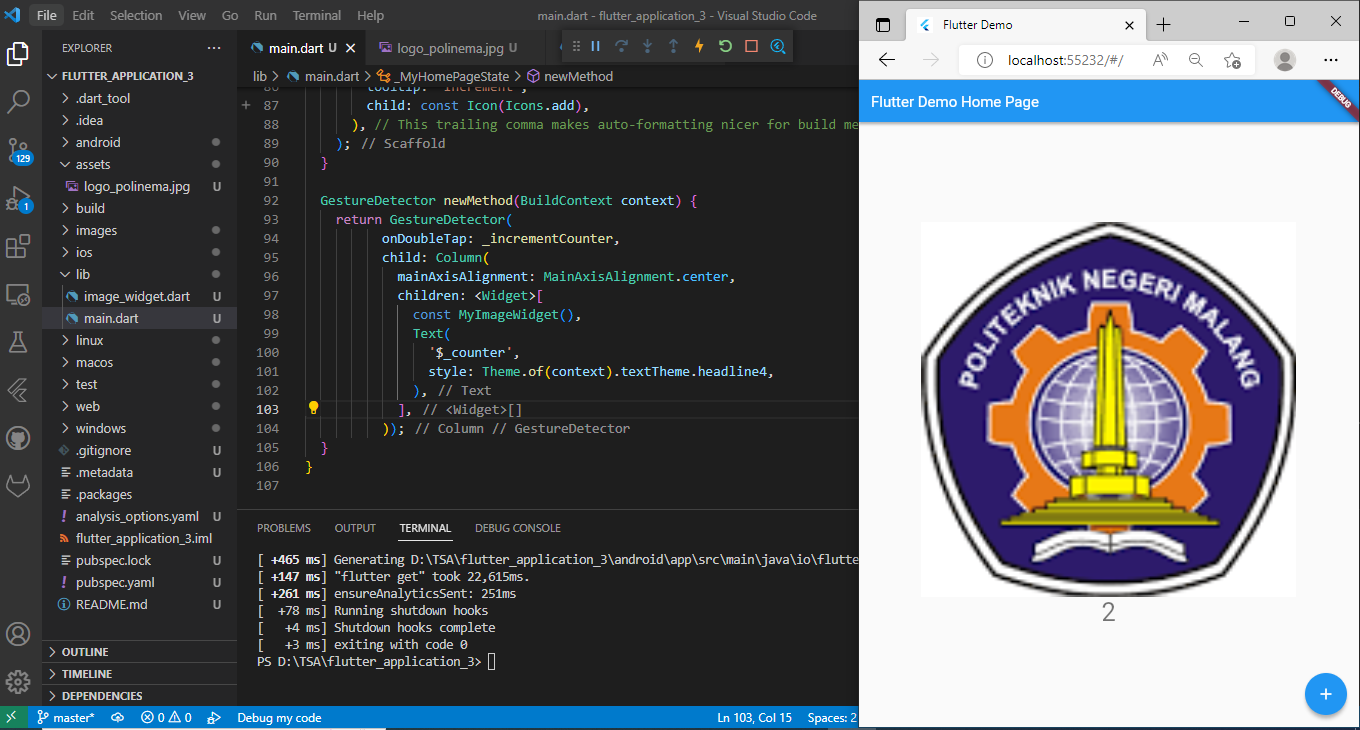 File Edit Selection View Go Run Terminal Help
main.dart - flutter_application_3 - Visual Studio Code
EXPLORER
FLUTTER_APPLICATION_3
.dart_tool
.idea
android
assets
logo_polinema.jpg U
build
images
ios
lib
image_widget.dart U
main.dart U
linux
macos
test
web
windows
.gitignore U
.metadata U
.packages
analysis_options.yaml U
flutter_application_3.iml
pubspec.lock U
pubspec.yaml U
README.md U
OUTLINE
TIMELINE
DEPENDENCIES
129
1
main.dart U
logo_polinema.jpg U
lib > main.dart > _MyHomePageState > newMethod
86 tooltip: 'Increment',
87 child: const Icon(Icons.add),
88 ), // This trailing comma makes auto-formatting nicer for build me
89 ); // Scaffold
90 }
91
92 GestureDetector newMethod(BuildContext context) {
93 return GestureDetector(
94 onDoubleTap: _incrementCounter,
95 child: Column(
96 mainAxisAlignment: MainAxisAlignment.center,
97 children: <Widget>[
98 const MyImageWidget(),
99 Text(
100 '$_counter',
101 style: Theme.of(context).textTheme.headline4,
102 ), // Text
103 ], // <Widget>[]
104 )); // Column // GestureDetector
105 }
106 }
107
PROBLEMS OUTPUT TERMINAL DEBUG CONSOLE
[ +465 ms] Generating D:\TSA\flutter_application_3\android\app\src\main\java\io\flutte
[ +147 ms] "flutter get" took 22,615ms.
[ +261 ms] ensureAnalyticsSent: 251ms
[ +78 ms] Running shutdown hooks
[ +4 ms] Shutdown hooks complete
[ +3 ms] exiting with code 0
PS D:\TSA\flutter_application_3>
master* 0 0 Debug my code Ln 103, Col 15 Spaces: 2
Flutter Demo
localhost:55232/#/
Flutter Demo Home Page
DEBUG
POLITEKNIK NEGERI MALANG
2